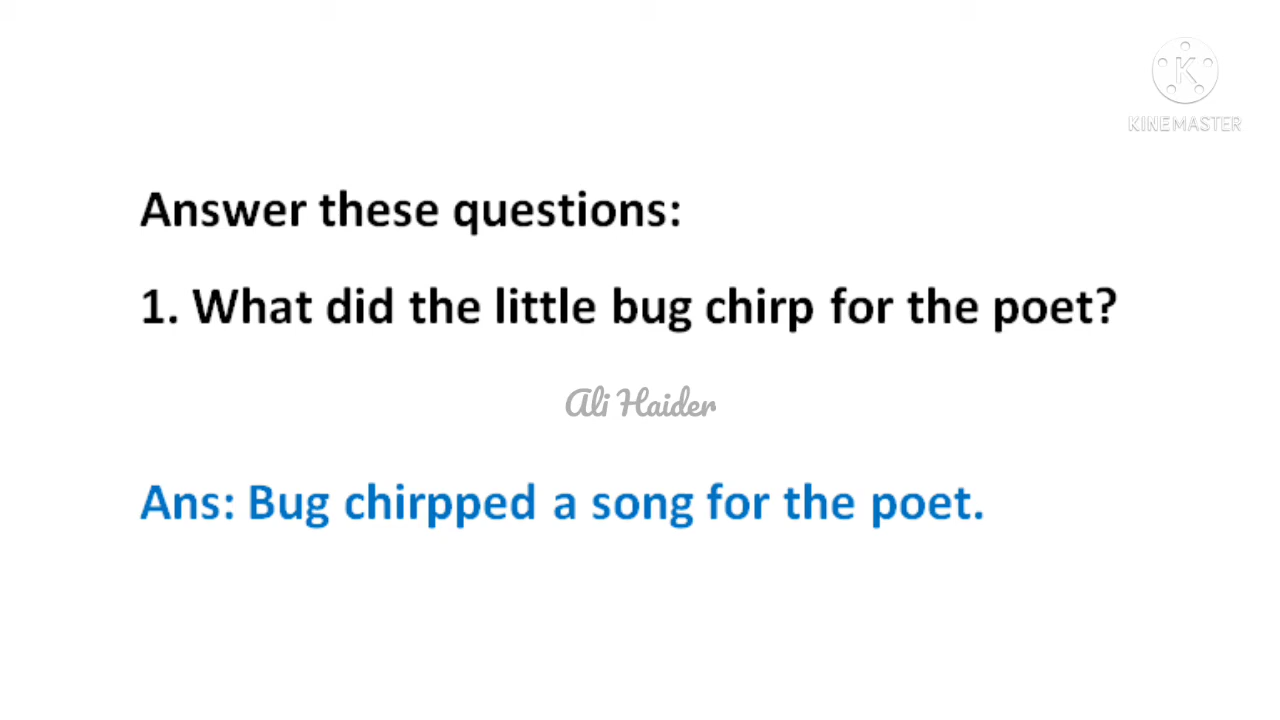 KINEMASTER
Answer these questions:
1. What did the little bug chirp for the poet?
Ali Haider
Ans: Bug chirpped a song for the poet.